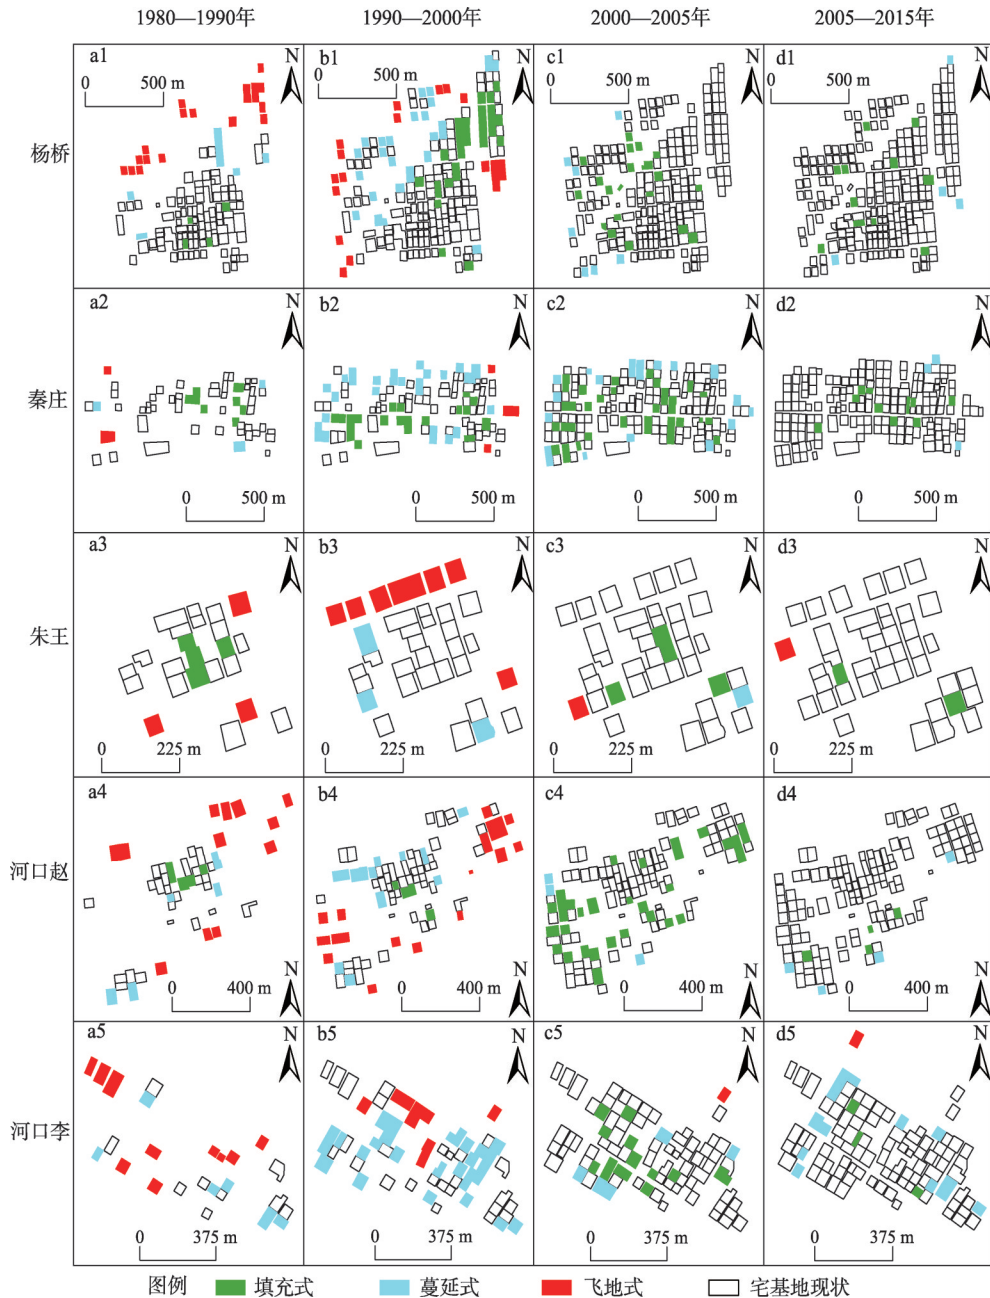 1980—1990年 1990—2000年 2000—2005年 2005—2015年
杨桥
a1 N 0 500 m
b1 N 0 500 m
c1 N 0 500 m
d1 N 0 500 m
秦庄
a2 N 0 500 m
b2 N 0 500 m
c2 N 0 500 m
d2 N 0 500 m
朱王
a3 N 0 225 m
b3 N 0 225 m
c3 N 0 225 m
d3 N 0 225 m
河口赵
a4 N 0 400 m
b4 N 0 400 m
c4 N 0 400 m
d4 N 0 400 m
河口李
a5 N 0 375 m
b5 N 0 375 m
c5 N 0 375 m
d5 N 0 375 m
图例 填充式 蔓延式 飞地式 宅基地现状